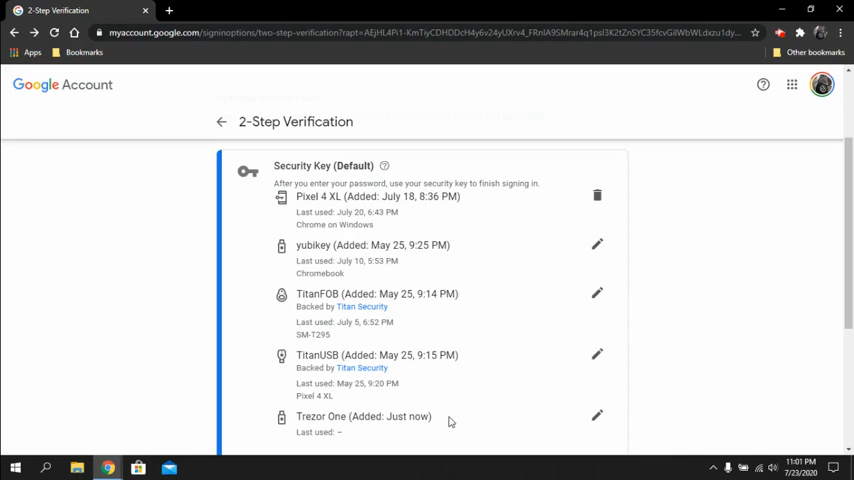 2-Step Verification
myaccount.google.com/signinoptions/two-step-verification?rapt=
Apps
Bookmarks
Other bookmarks
Google Account
2-Step Verification
Security Key (Default)
After you enter your password, use your security key to finish signing in.
Pixel 4 XL (Added: July 18, 8:36 PM)
Last used: July 20, 6:43 PM
Chrome on Windows
yubikey (Added: May 25, 9:25 PM)
Last used: July 10, 5:53 PM
Chromebook
TitanFOB (Added: May 25, 9:14 PM)
Backed by Titan Security
Last used: July 5, 6:52 PM
SM-T295
TitanUSB (Added: May 25, 9:15 PM)
Backed by Titan Security
Last used: May 25, 9:20 PM
Pixel 4 XL
Trezor One (Added: Just now)
Last used: –
11:01 PM
7/23/2020